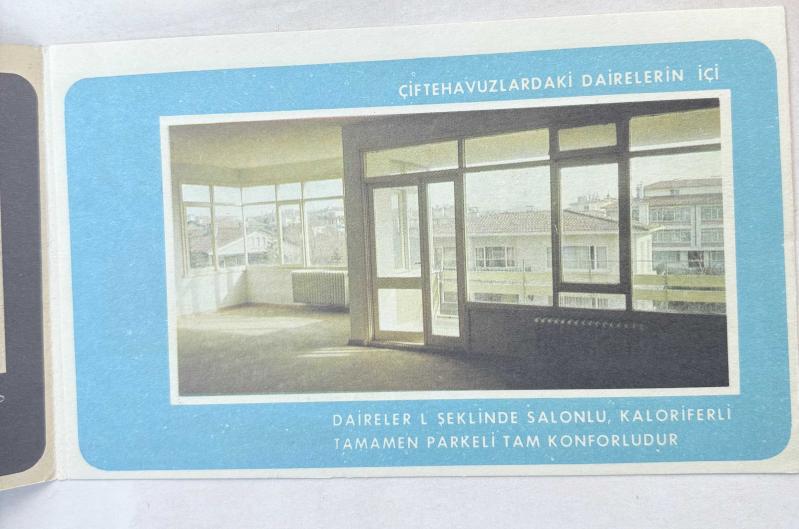 ÇİFTEHAVUZLARDAKİ DAİRELERİN İÇİ
DAİRELER L ŞEKLİNDE SALONLU, KALORİFERLİ
TAMAMEN PARKELİ TAM KONFORLUDUR